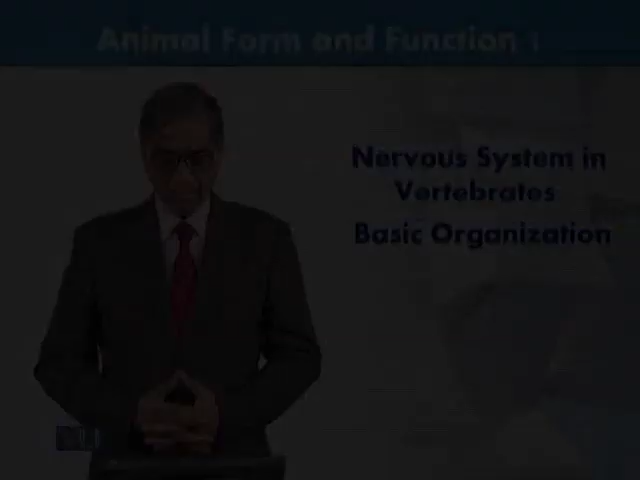 Animal Form and Function 1
Nervous System in
Vertebrates
Basic Organization